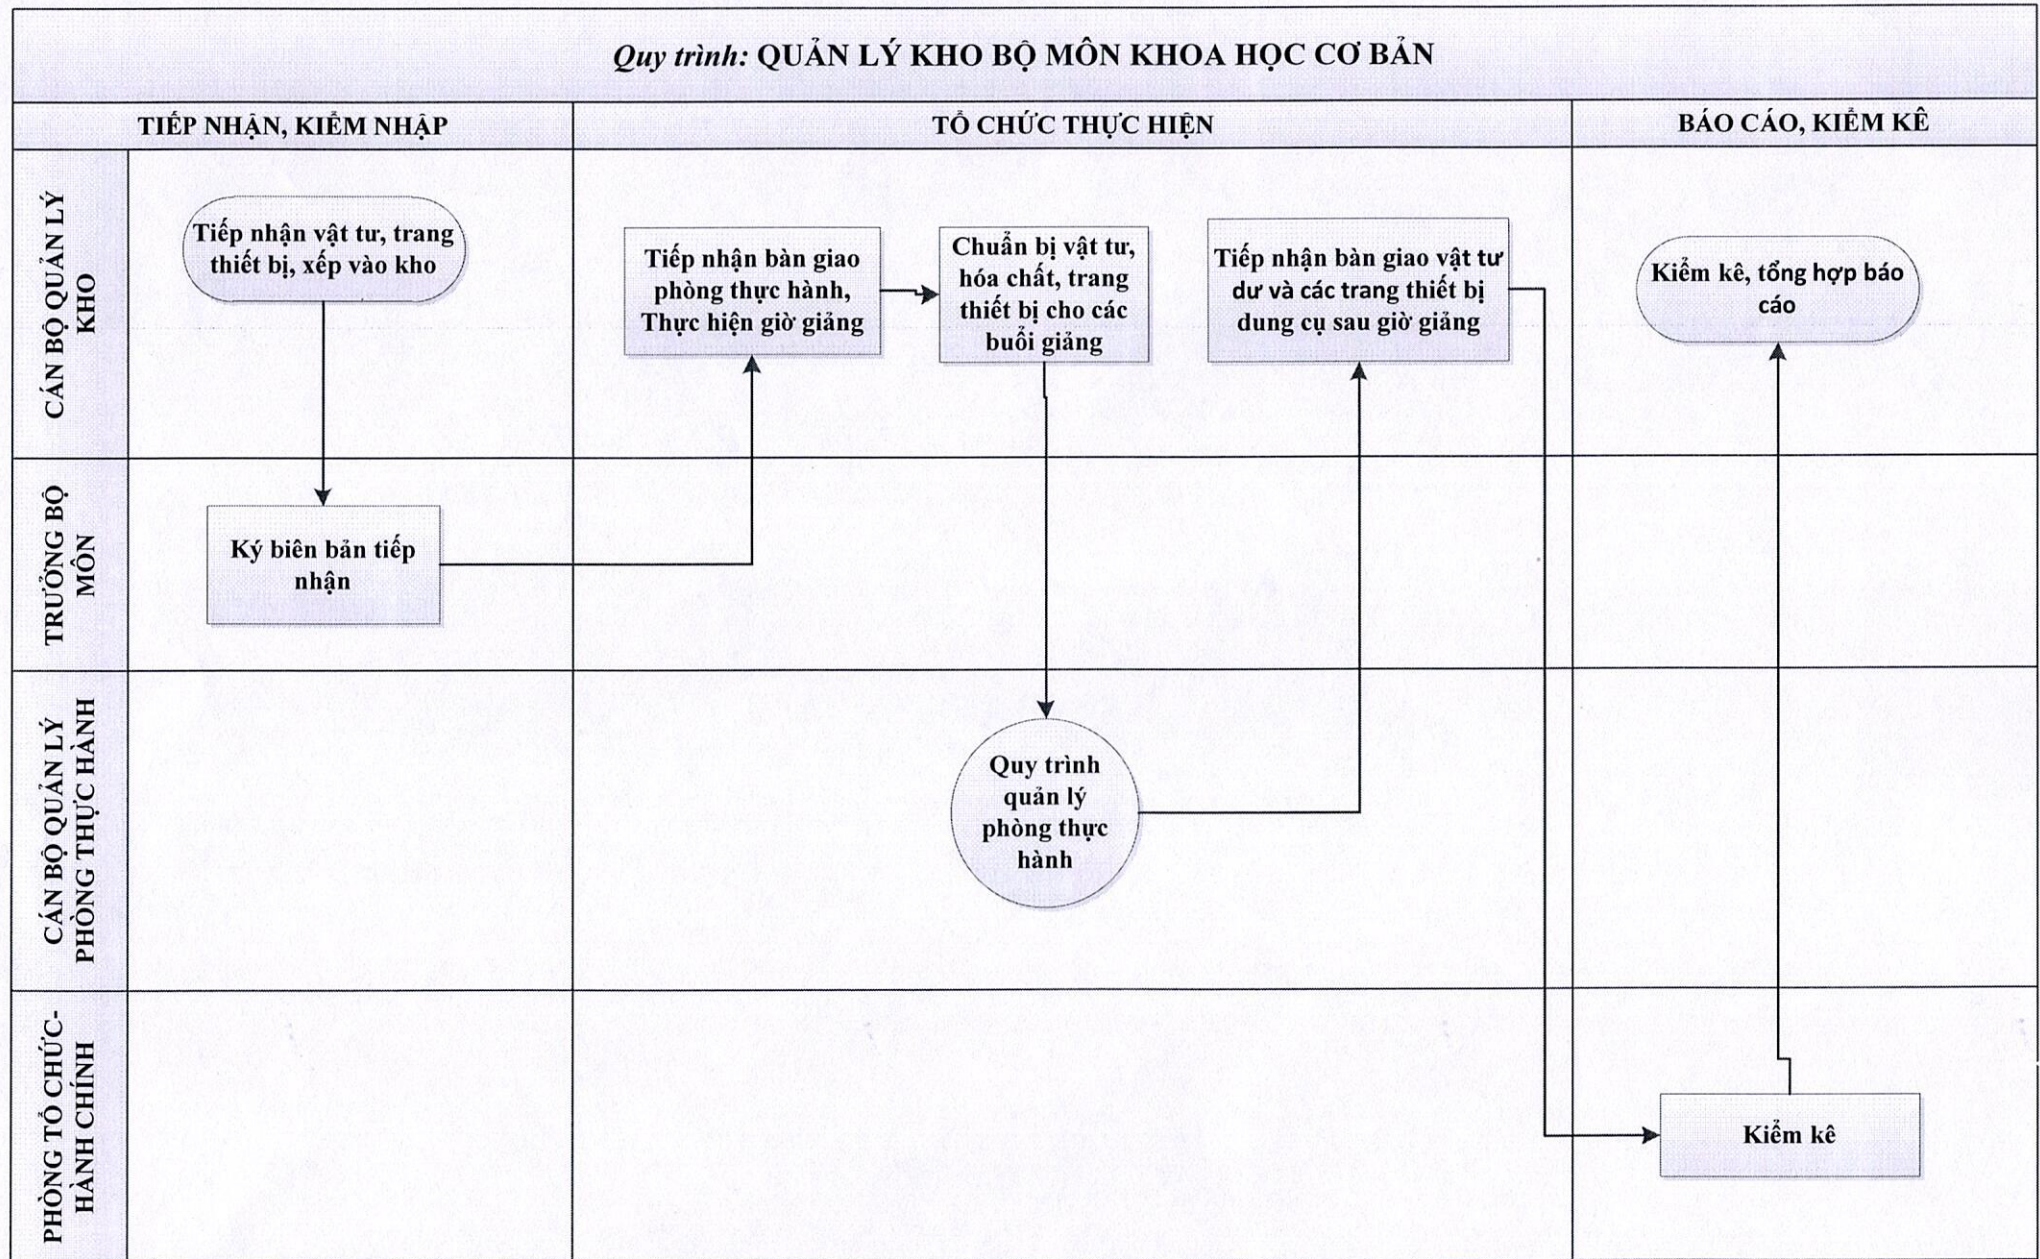 Quy trình: QUẢN LÝ KHO BỘ MÔN KHOA HỌC CƠ BẢN
TIẾP NHẬN, KIỂM NHẬP
TỔ CHỨC THỰC HIỆN
BÁO CÁO, KIỂM KÊ
CÁN BỘ QUẢN LÝ
KHO
Tiếp nhận vật tư, trang
thiết bị, xếp vào kho
Tiếp nhận bàn giao
phòng thực hành,
Thực hiện giờ giảng
Chuẩn bị vật tư,
hóa chất, trang
thiết bị cho các
buổi giảng
Tiếp nhận bàn giao vật tư
dư và các trang thiết bị
dung cụ sau giờ giảng
Kiểm kê, tổng hợp báo
cáo
TRƯỞNG BỘ
MÔN
Ký biên bản tiếp
nhận
CÁN BỘ QUẢN LÝ
PHÒNG THỰC HÀNH
Quy trình
quản lý
phòng thực
hành
PHÒNG TỔ CHỨC-
HÀNH CHÍNH
Kiểm kê